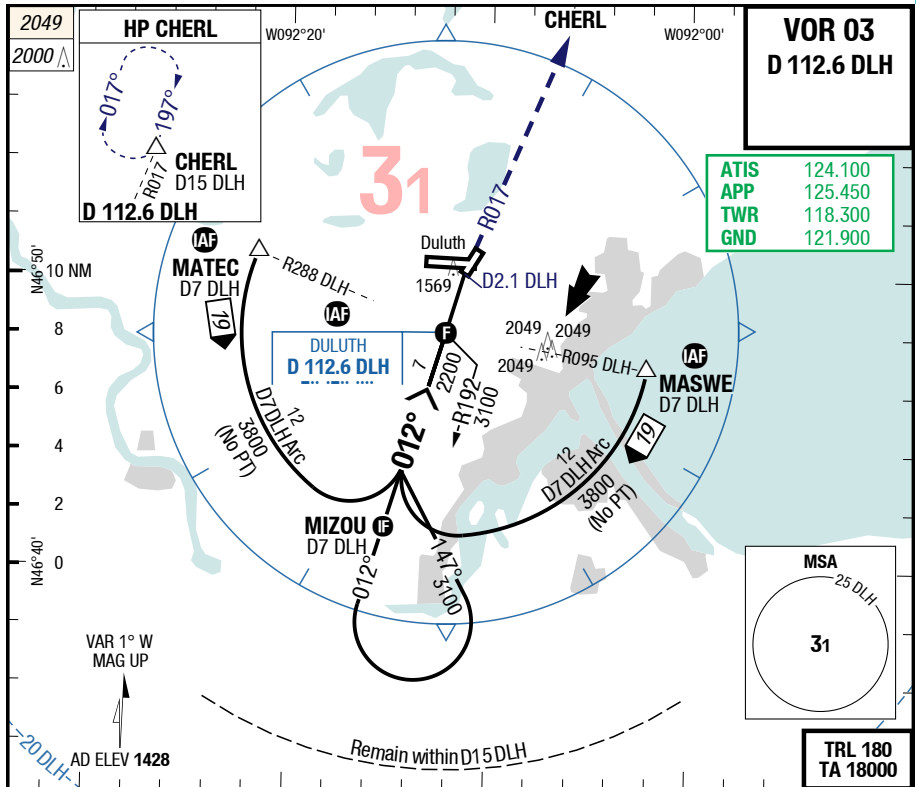 2049
2000
HP CHERL
017°
197°
CHERL
D15 DLH
R017
D 112.6 DLH
W092°20'
CHERL
W092°00'
VOR 03
D 112.6 DLH
ATIS 124.100
APP 125.450
TWR 118.300
GND 121.900
31
R017
IAF
MATEC
D7 DLH
R288 DLH
Duluth
1569
D2.1 DLH
N46°50'
10 NM
8
6
4
2
0
N46°40'
19
IAF
DULUTH
D 112.6 DLH
F
7
2200
R192
3100
2049
2049
2049
R095 DLH
IAF
MASWE
D7 DLH
19
12
D7 DLH Arc
3800
(No PT)
012°
12
D7 DLH Arc
3800
(No PT)
MIZOU IF
D7 DLH
012°
147°
3100
MSA
25 DLH
31
VAR 1° W
MAG UP
AD ELEV 1428
20 DLH
Remain within D15 DLH
TRL 180
TA 18000